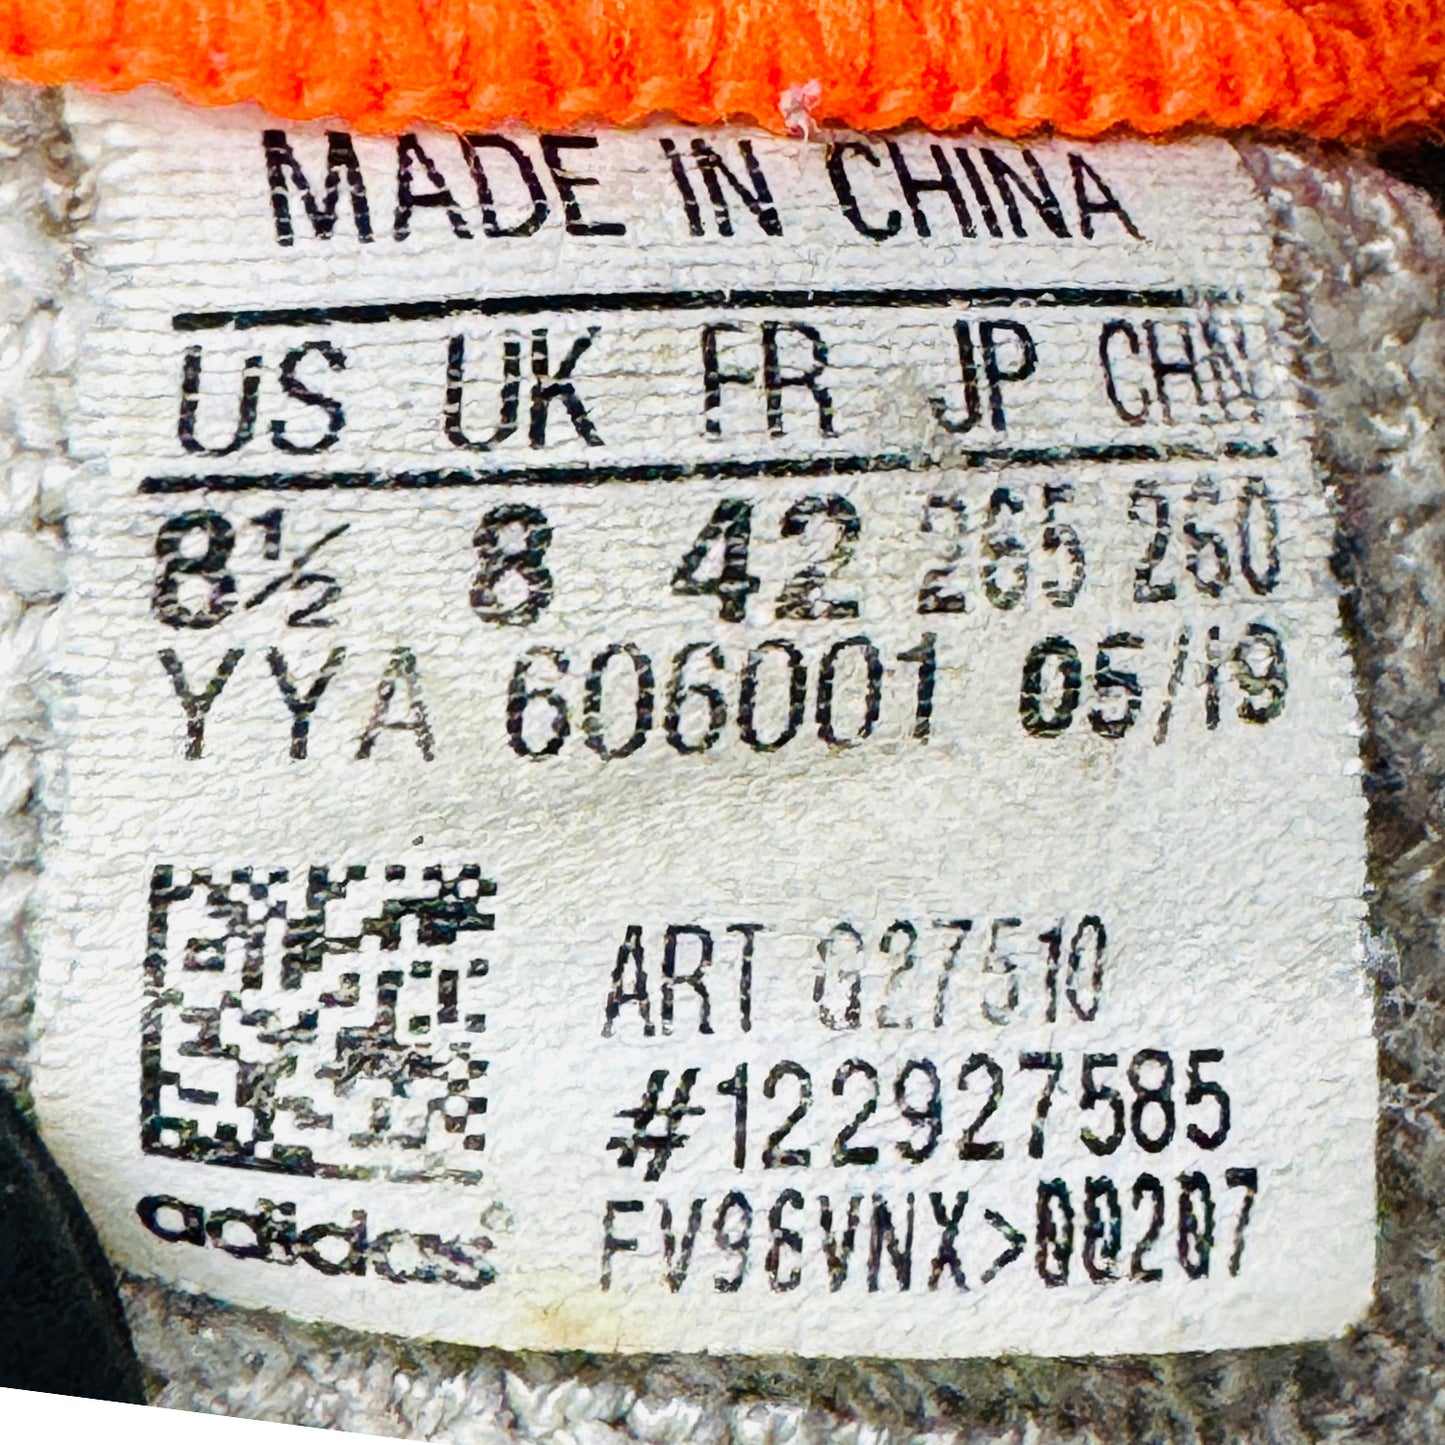 MADE IN CHINA
US UK FR JP CHN
8½ 8 42 265 260
YYA 606001 05/19
ART G27510
#122927585
FV96VNX>00207
adidas